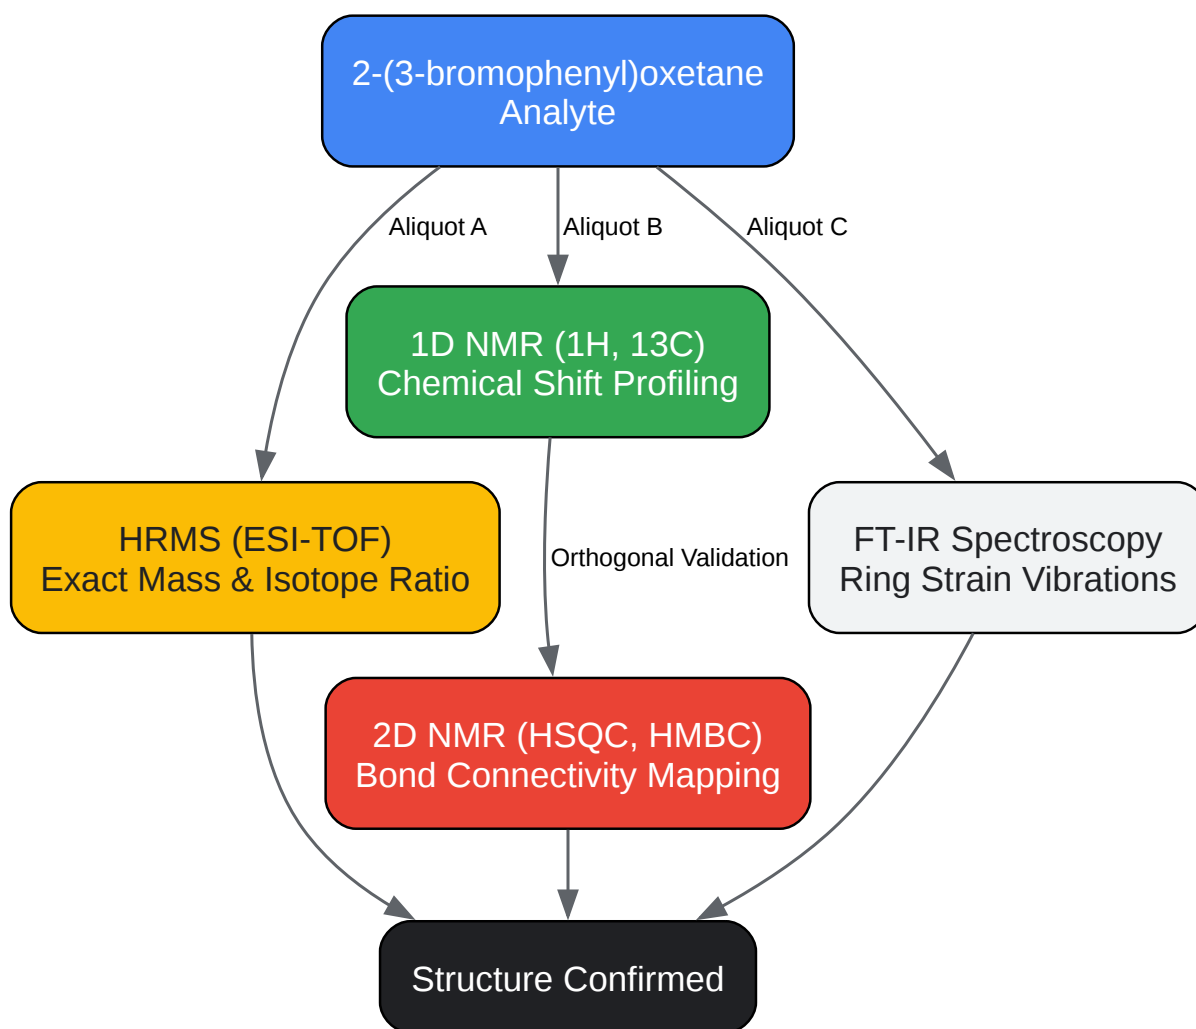 2-(3-bromophenyl)oxetane
Analyte
Aliquot A
Aliquot B
Aliquot C
1D NMR (1H, 13C)
Chemical Shift Profiling
HRMS (ESI-TOF)
Exact Mass & Isotope Ratio
Orthogonal Validation
FT-IR Spectroscopy
Ring Strain Vibrations
2D NMR (HSQC, HMBC)
Bond Connectivity Mapping
Structure Confirmed